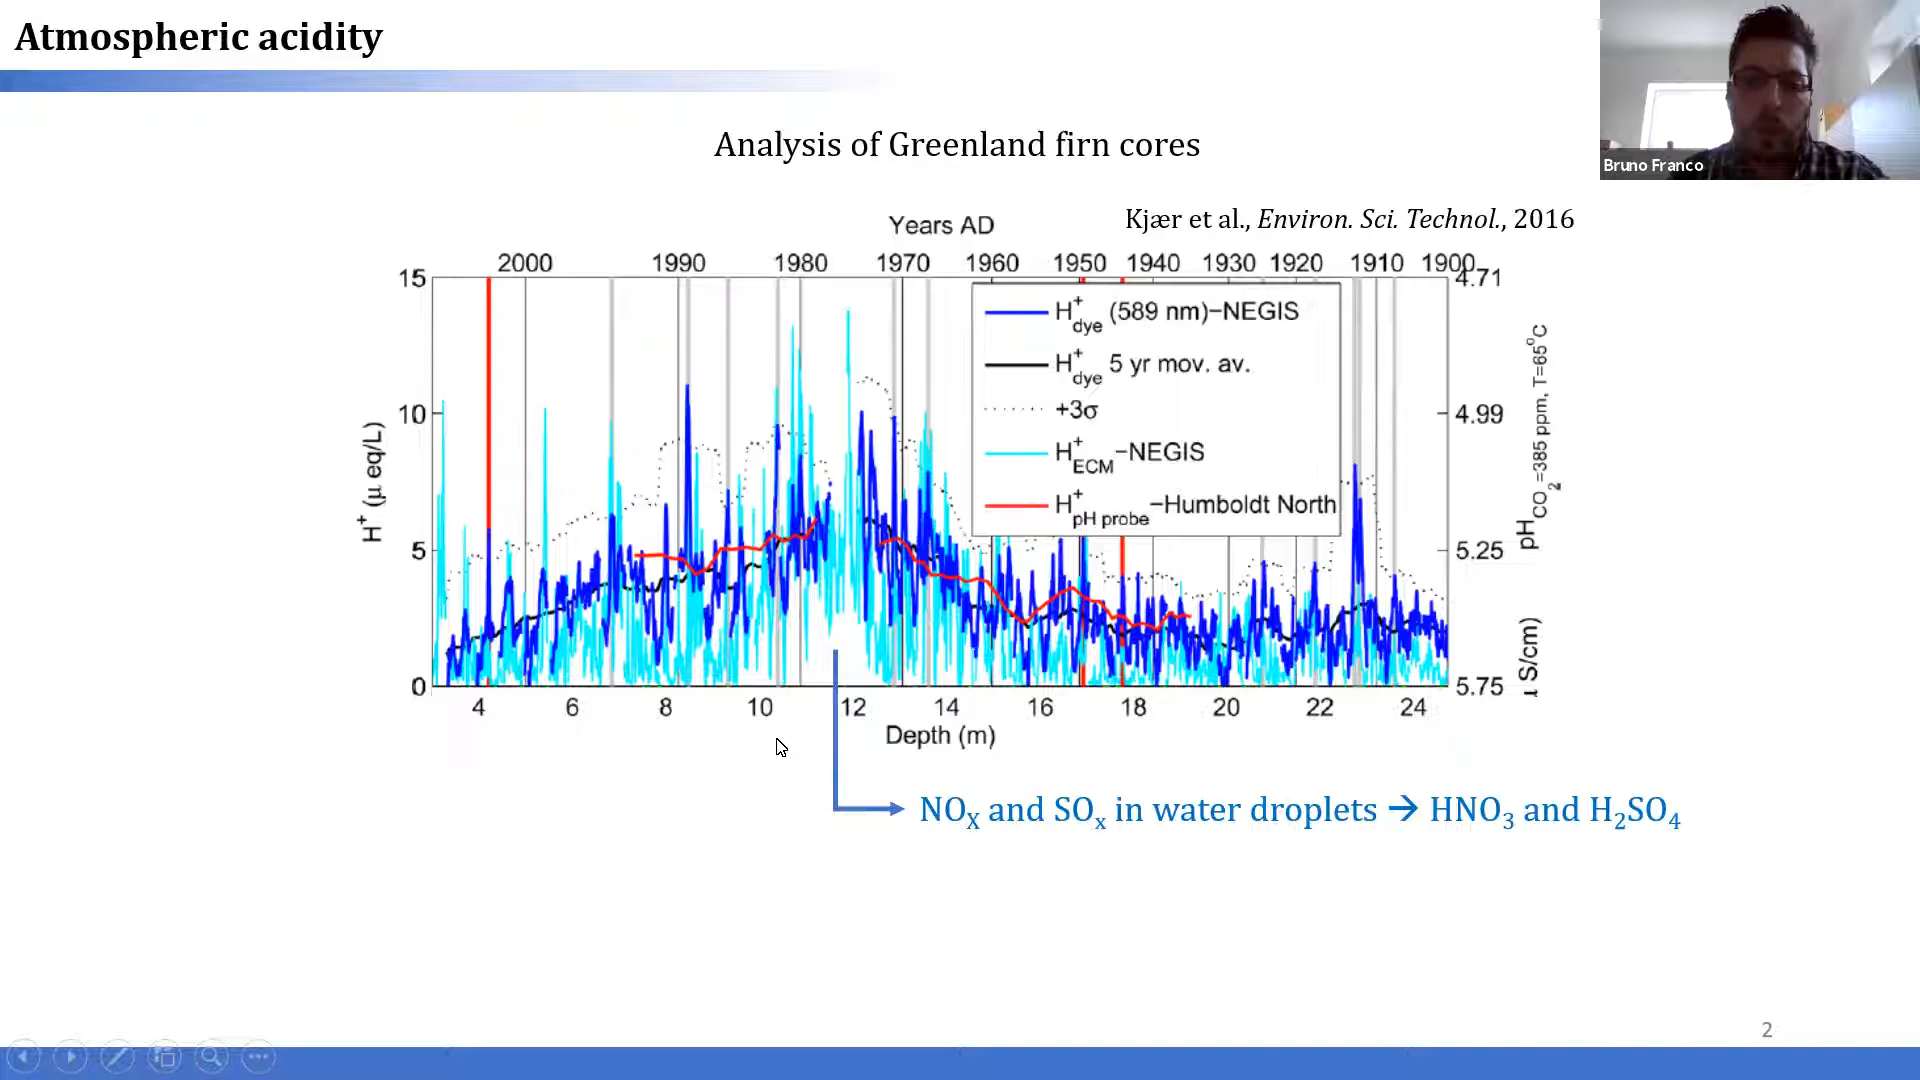 Atmospheric acidity
Bruno Franco
Analysis of Greenland firn cores
Kjær et al., Environ. Sci. Technol., 2016
Years AD
2000 1990 1980 1970 1960 1950 1940 1930 1920 1910 1900
15 10 5 0
H+ (μ eq/L)
H+dye (589 nm)−NEGIS
H+dye 5 yr mov. av.
+3σ
H+ECM−NEGIS
H+pH probe−Humboldt North
4.71 4.99 5.25 5.75
pHCO2=385 ppm, T=65°C
S/cm)
4 6 8 10 12 14 16 18 20 22 24
Depth (m)
NOX and SOx in water droplets → HNO3 and H2SO4
2